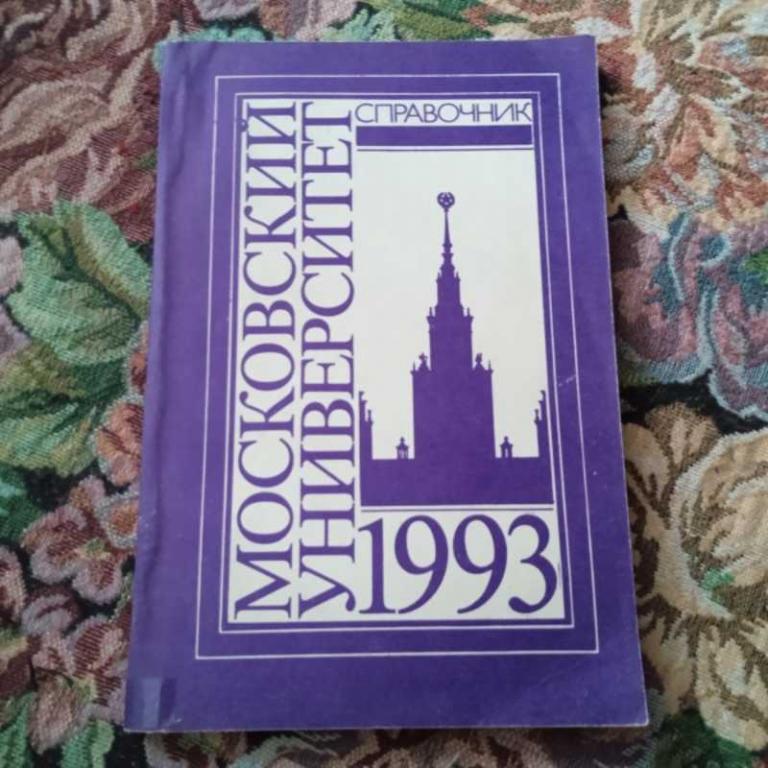 МОСКОВСКИЙ
УНИВЕРСИТЕТ
СПРАВОЧНИК
1993